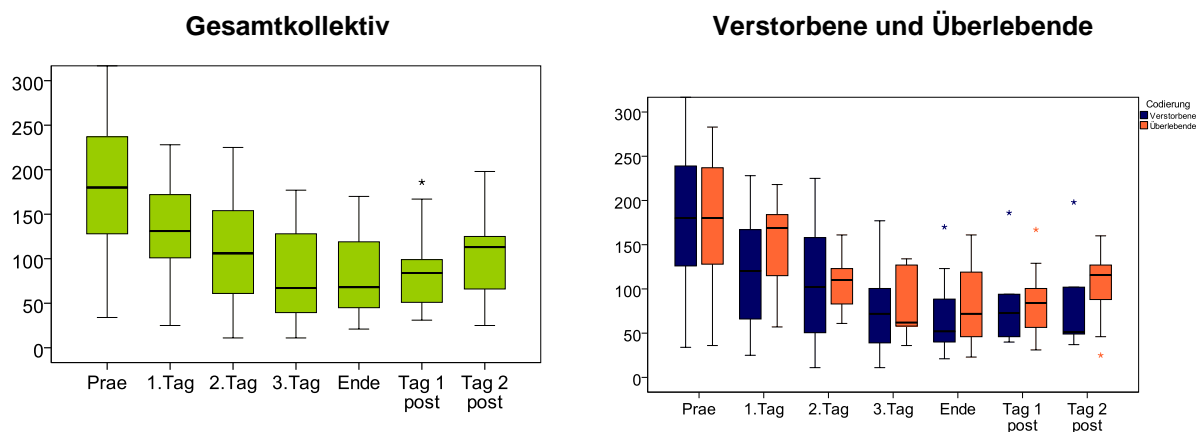 Gesamtkollektiv
300
200
150
100
50
0
Prae 1.Tag 2.Tag 3.Tag Ende Tag 1 post Tag 2 post
Verstorbene und Überlebende
300
250
200
150
100
50
0
Prae 1.Tag 2.Tag 3.Tag Ende Tag 1 post Tag 2 post
Codierung
Verstorbene
Überlebende
*
*
*
*
*
*
*